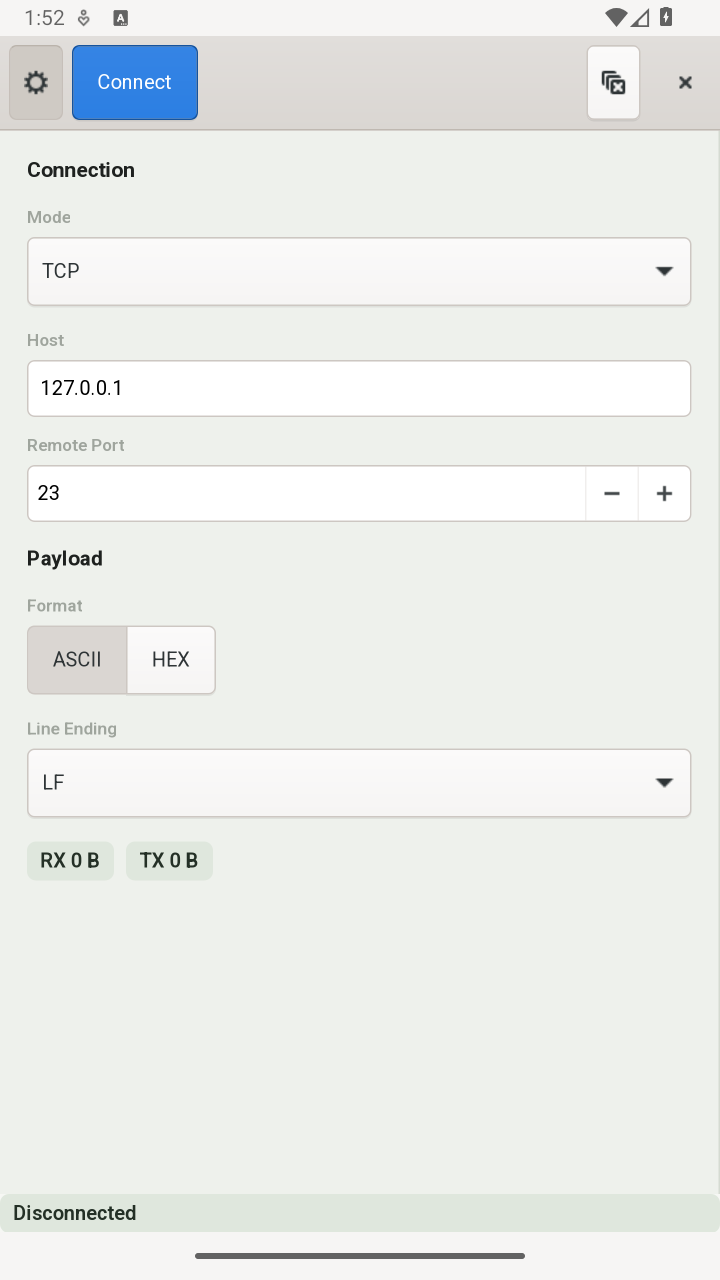 1:52
A
Connect
Connection
Mode
TCP
Host
127.0.0.1
Remote Port
23
Payload
Format
ASCII HEX
Line Ending
LF
RX 0 B TX 0 B
Disconnected